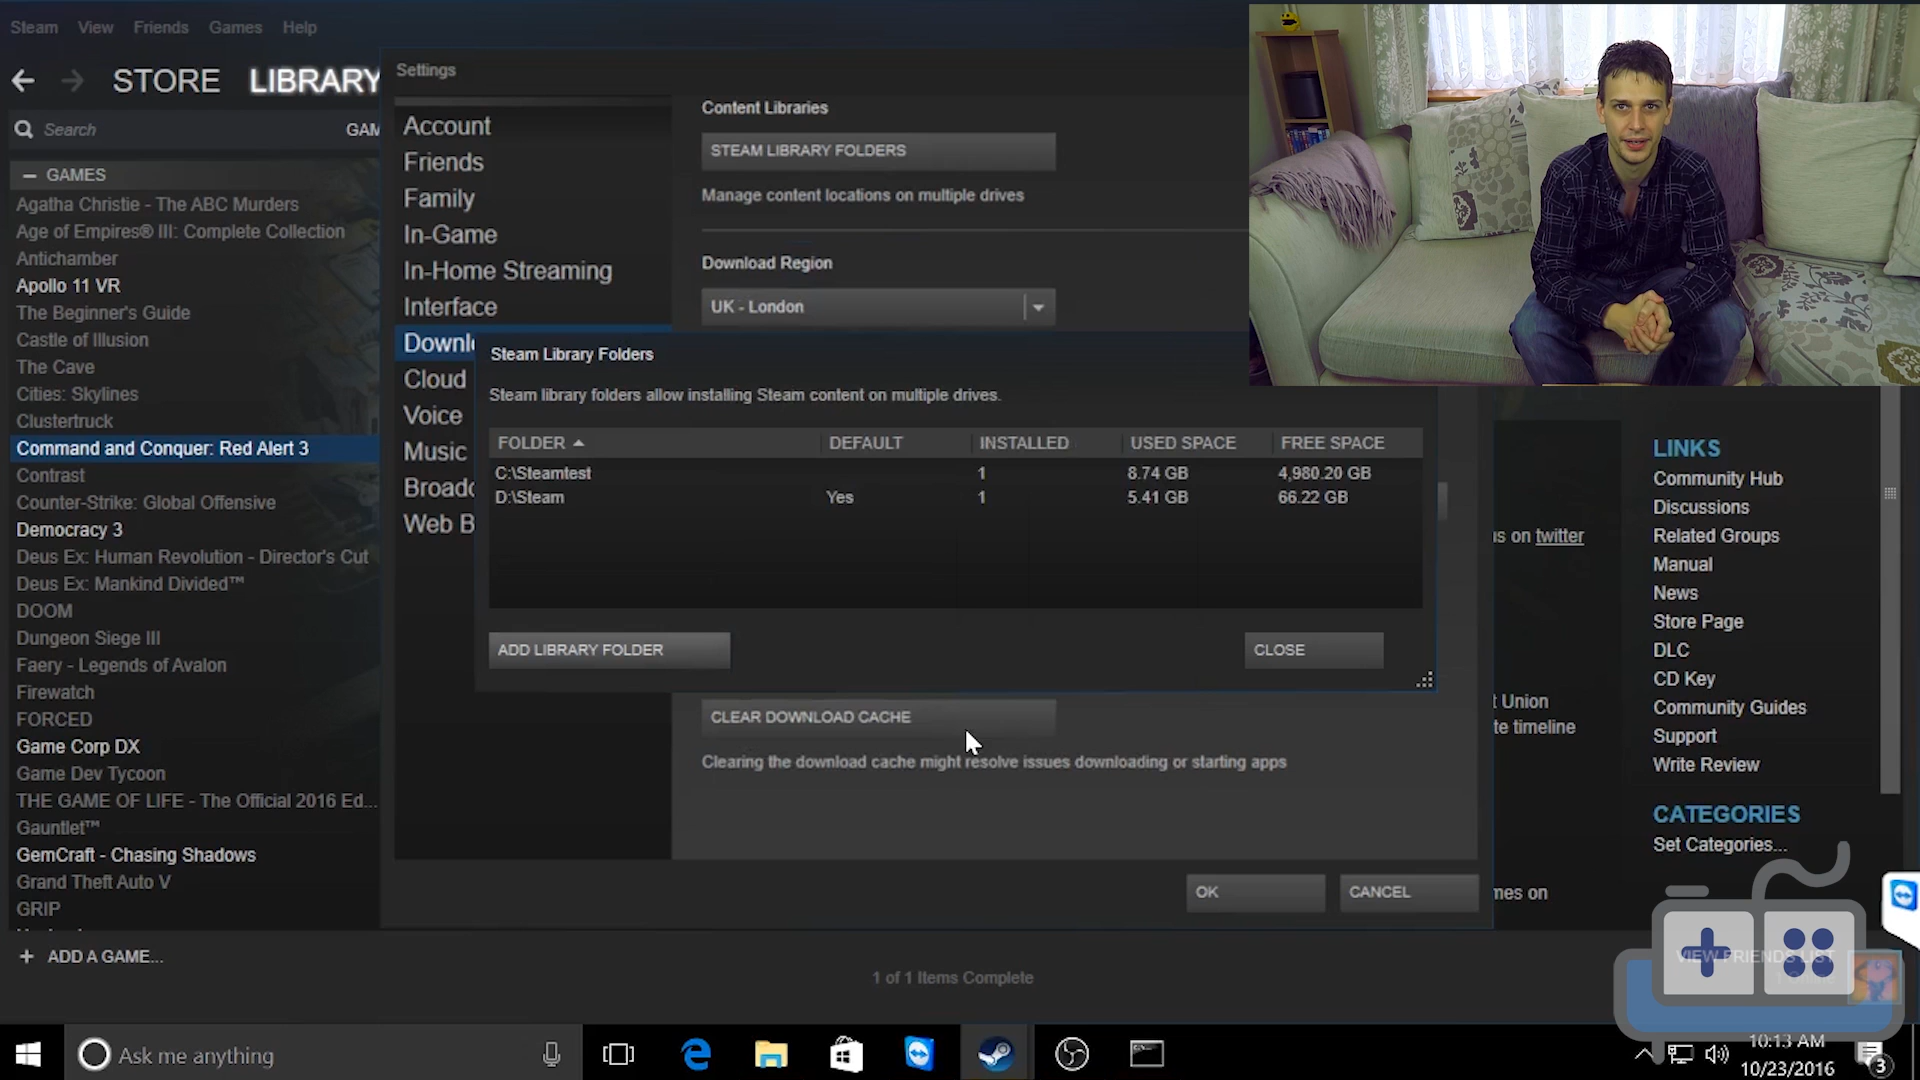 Steam View Friends Games Help
STORE LIBRARY
Search
GAM
GAMES
Agatha Christie - The ABC Murders
Age of Empires® III: Complete Collection
Antichamber
Apollo 11 VR
The Beginner's Guide
Castle of Illusion
The Cave
Cities: Skylines
Clustertruck
Command and Conquer: Red Alert 3
Contrast
Counter-Strike: Global Offensive
Democracy 3
Deus Ex: Human Revolution - Director's Cut
Deus Ex: Mankind Divided™
DOOM
Dungeon Siege III
Faery - Legends of Avalon
Firewatch
FORCED
Game Corp DX
Game Dev Tycoon
THE GAME OF LIFE - The Official 2016 Ed...
Gauntlet™
GemCraft - Chasing Shadows
Grand Theft Auto V
GRIP
+ ADD A GAME...
Settings
Account
Friends
Family
In-Game
In-Home Streaming
Interface
Downl
Cloud
Voice
Music
Broadc
Web B
Content Libraries
STEAM LIBRARY FOLDERS
Manage content locations on multiple drives
Download Region
UK - London
Steam Library Folders
Steam library folders allow installing Steam content on multiple drives.
FOLDER DEFAULT INSTALLED USED SPACE FREE SPACE
C:\Steamtest 1 8.74 GB 4,980.20 GB
D:\Steam Yes 1 5.41 GB 66.22 GB
ADD LIBRARY FOLDER
CLOSE
CLEAR DOWNLOAD CACHE
Clearing the download cache might resolve issues downloading or starting apps
OK
CANCEL
us on twitter
t Union
te timeline
mes on
LINKS
Community Hub
Discussions
Related Groups
Manual
News
Store Page
DLC
CD Key
Community Guides
Support
Write Review
CATEGORIES
Set Categories...
VIEW FRIENDS LIST
1 of 1 Items Complete
Ask me anything
10:13 AM
10/23/2016
3